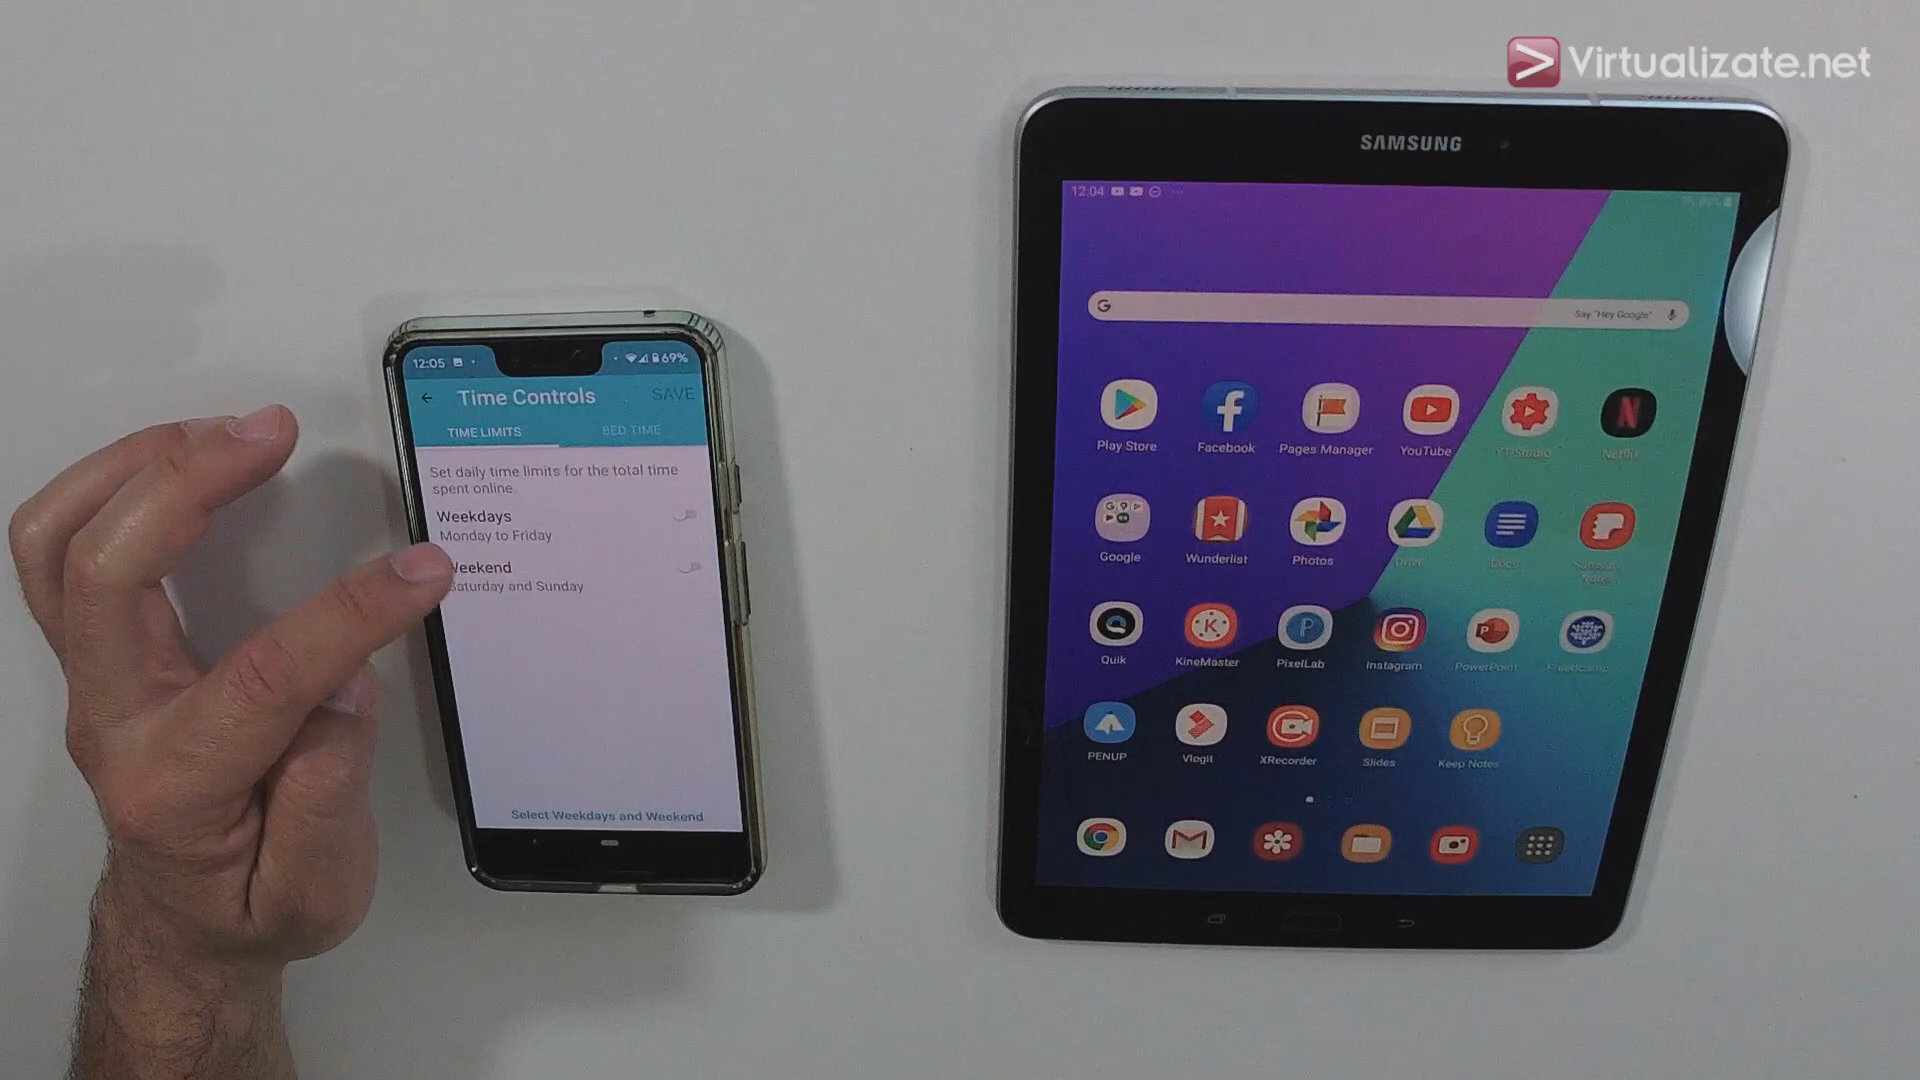 Virtualizate.net
12:05
69%
Time Controls
SAVE
TIME LIMITS
BED TIME
Set daily time limits for the total time
spent online.
Weekdays
Monday to Friday
Weekend
Saturday and Sunday
Select Weekdays and Weekend
SAMSUNG
12:04
G
Say "Hey Google"
Play Store
Facebook
Pages Manager
YouTube
YT Studio
Netflix
Google
Wunderlist
Photos
Drive
Docs
Samsung
Notes
Quik
KineMaster
PixelLab
Instagram
PowerPoint
Freedcamp
PENUP
Vlogit
XRecorder
Slides
Keep Notes